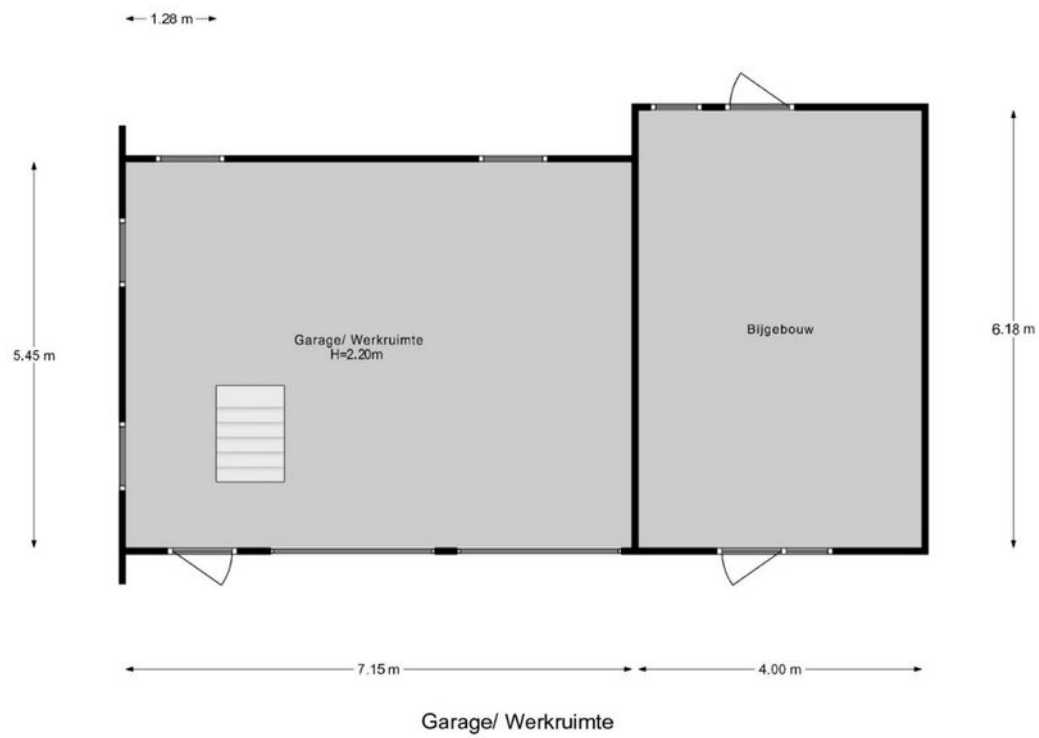 1.28 m
5.45 m
Garage/ Werkruimte
H=2.20m
Bijgebouw
6.18 m
7.15 m
4.00 m
Garage/ Werkruimte